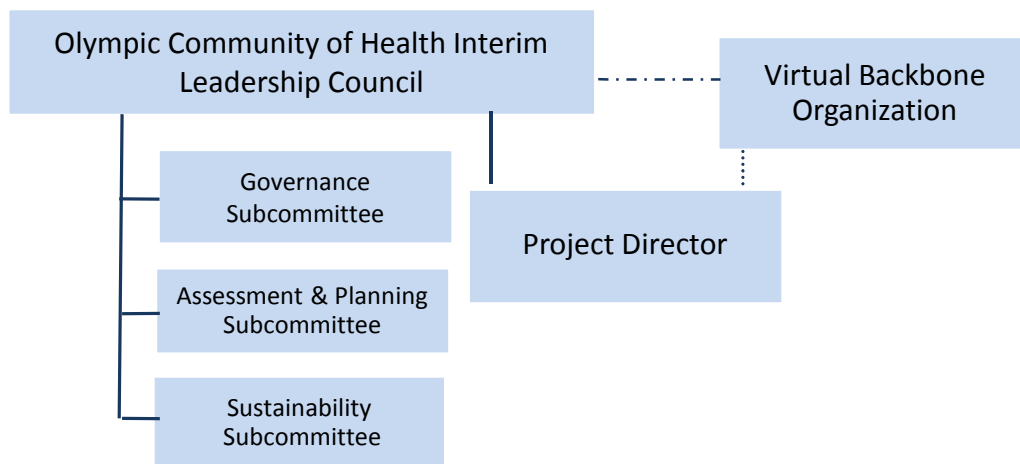 Olympic Community of Health Interim
Leadership Council
Virtual Backbone
Organization
Governance
Subcommittee
Project Director
Assessment & Planning
Subcommittee
Sustainability
Subcommittee